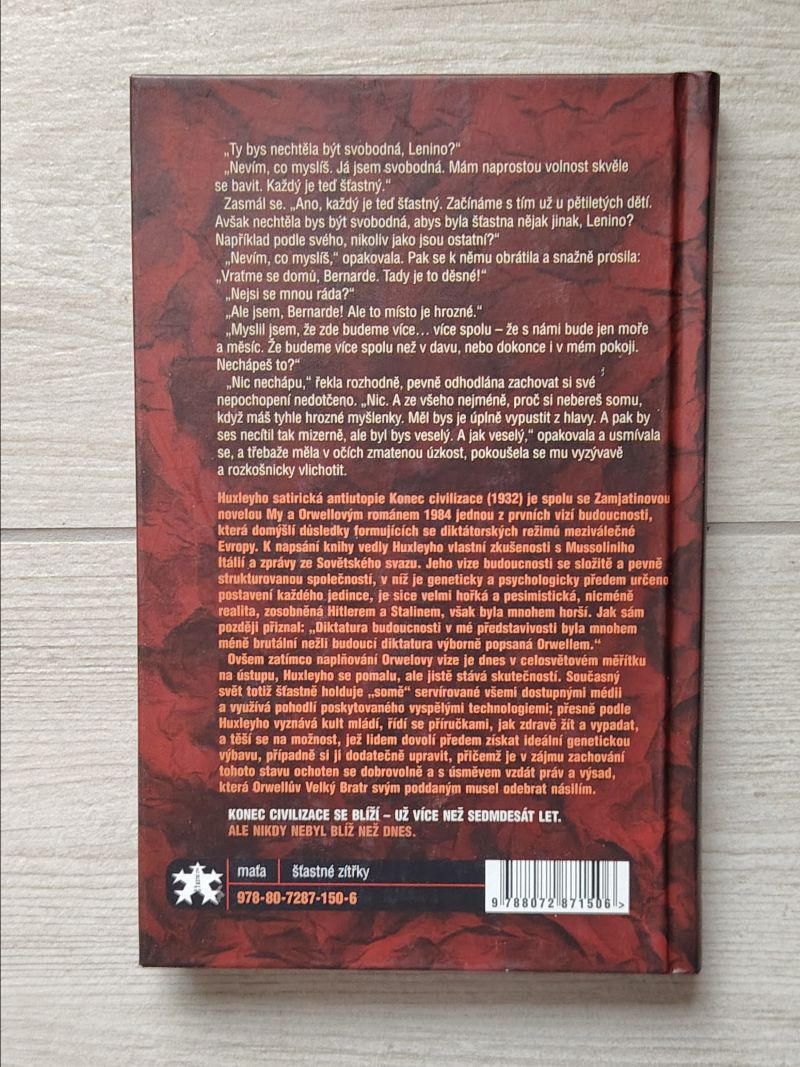 „Ty bys nechtěla být svobodná, Lenino?“
„Nevím, co myslíš. Já jsem svobodná. Mám naprostou volnost skvěle
se bavit. Každý je teď šťastný.“
Zasmál se. „Ano, každý je teď šťastný. Začínáme s tím už u pětiletých dětí.
Avšak nechtěla bys být svobodná, abys byla šťastna nějak jinak, Lenino?
Například podle svého, nikoliv jako jsou ostatní?“
„Nevím, co myslíš,“ opakovala. Pak se k němu obrátila a snažně prosila:
„Vraťme se domů, Bernarde. Tady je to děsné!“
„Nejsi se mnou ráda?“
„Ale jsem, Bernarde! Ale to místo je hrozné.“
„Myslil jsem, že zde budeme více… více spolu – že s námi bude jen moře
a měsíc. Že budeme více spolu než v davu, nebo dokonce i v mém pokoji.
Nechápeš to?“
„Nic nechápu,“ řekla rozhodně, pevně odhodlána zachovat si své
nepochopení nedotčeno. „Nic. A ze všeho nejméně, proč si nebereš somu,
když máš tyhle hrozné myšlenky. Měl bys je úplně vypustit z hlavy. A pak by
ses necítil tak mizerně, ale byl bys veselý. A jak veselý,“ opakovala a usmívala
se, a třebaže měla v očích zmatenou úzkost, pokoušela se mu vyzývavě
a rozkošnicky vlichotit.
Huxleyho satirická antiutopie Konec civilizace (1932) je spolu se Zamjatinovou
novelou My a Orwellovým románem 1984 jednou z prvních vizí budoucnosti,
která domýšlí důsledky formujících se diktátorských režimů meziválečné
Evropy. K napsání knihy vedly Huxleyho vlastní zkušenosti s Mussoliniho
Itálií a zprávy ze Sovětského svazu. Jeho vize budoucnosti se složitě a pevně
strukturovanou společností, v níž je geneticky a psychologicky předem určeno
postavení každého jedince, je sice velmi hořká a pesimistická, nicméně
realita, zosobněná Hitlerem a Stalinem, však byla mnohem horší. Jak sám
později přiznal: „Diktatura budoucnosti v mé představivosti byla mnohem
méně brutální nežli budoucí diktatura výborně popsaná Orwellem.“
Ovšem zatímco naplňování Orwelovy vize je dnes v celosvětovém měřítku
na ústupu, Huxleyho se pomalu, ale jistě stává skutečností. Současný
svět totiž šťastně holduje „somě“ servírované všemi dostupnými médii
a využívá pohodlí poskytovaného vyspělými technologiemi; přesně podle
Huxleyho vyznává kult mládí, řídí se příručkami, jak zdravě žít a vypadat,
a těší se na možnost, jež lidem dovolí předem získat ideální genetickou
výbavu, případně si ji dodatečně upravit, přičemž je v zájmu zachování
tohoto stavu ochoten se dobrovolně a s úsměvem vzdát práv a výsad,
která Orwellův Velký Bratr svým poddaným musel odebrat násilím.
KONEC CIVILIZACE SE BLÍŽÍ – UŽ VÍCE NEŽ SEDMDESÁT LET.
ALE NIKDY NEBYL BLÍŽ NEŽ DNES.
maťa šťastné zítřky
978-80-7287-150-6
9 788072 871506 >